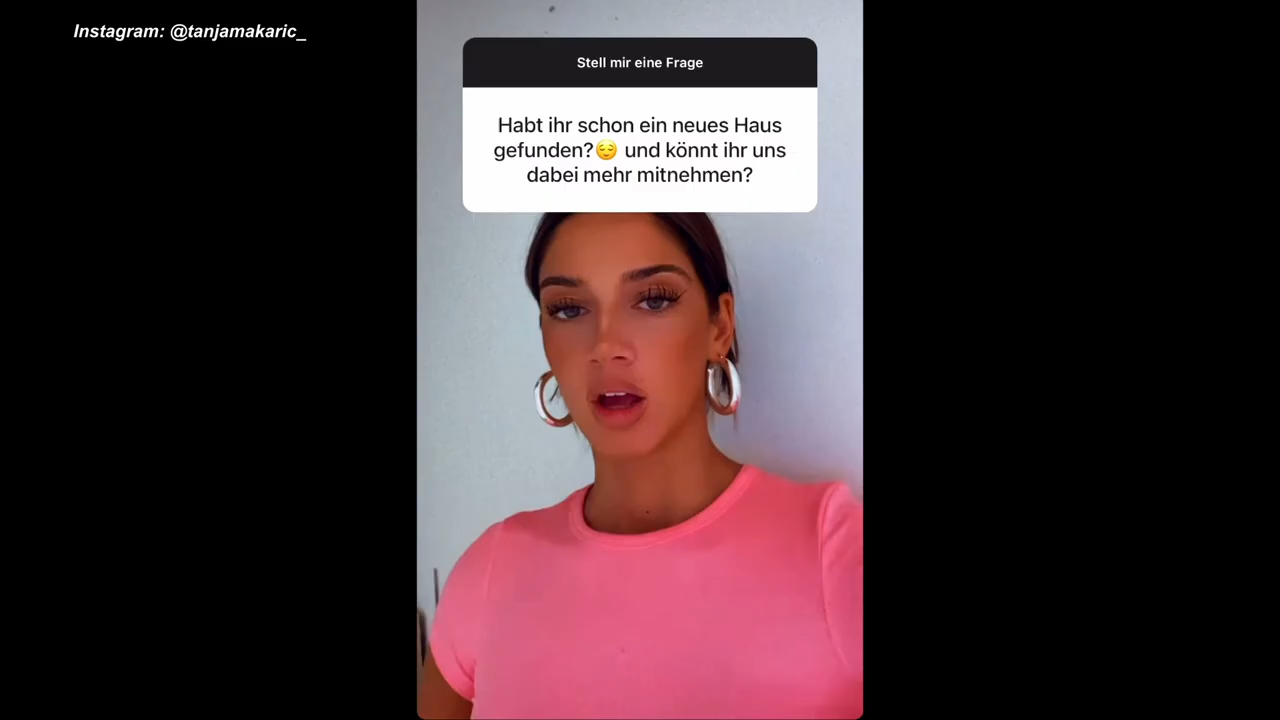 Instagram: @tanjamakaric_
Stell mir eine Frage
Habt ihr schon ein neues Haus
gefunden?😌 und könnt ihr uns
dabei mehr mitnehmen?